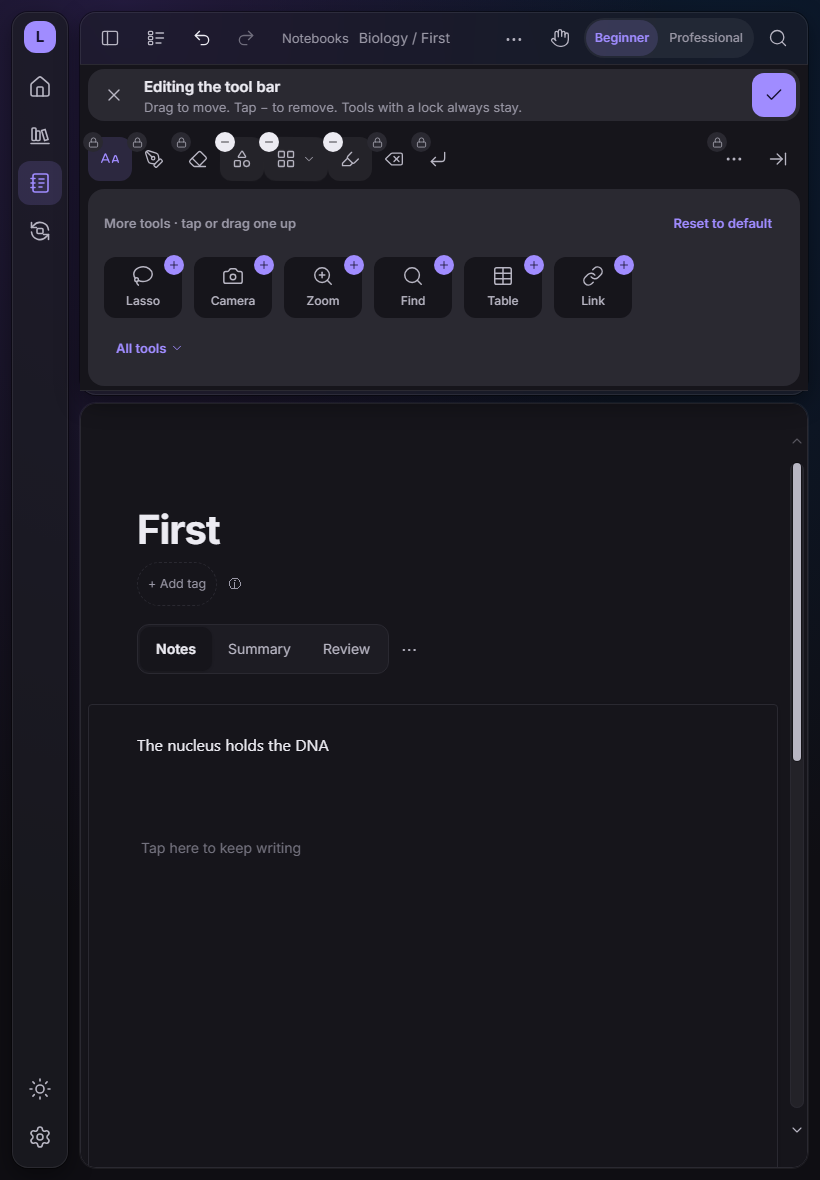 L
Notebooks Biology / First
Beginner Professional
Editing the tool bar
Drag to move. Tap – to remove. Tools with a lock always stay.
AA
More tools · tap or drag one up
Reset to default
Lasso
Camera
Zoom
Find
Table
Link
All tools
First
+ Add tag
Notes Summary Review
The nucleus holds the DNA
Tap here to keep writing